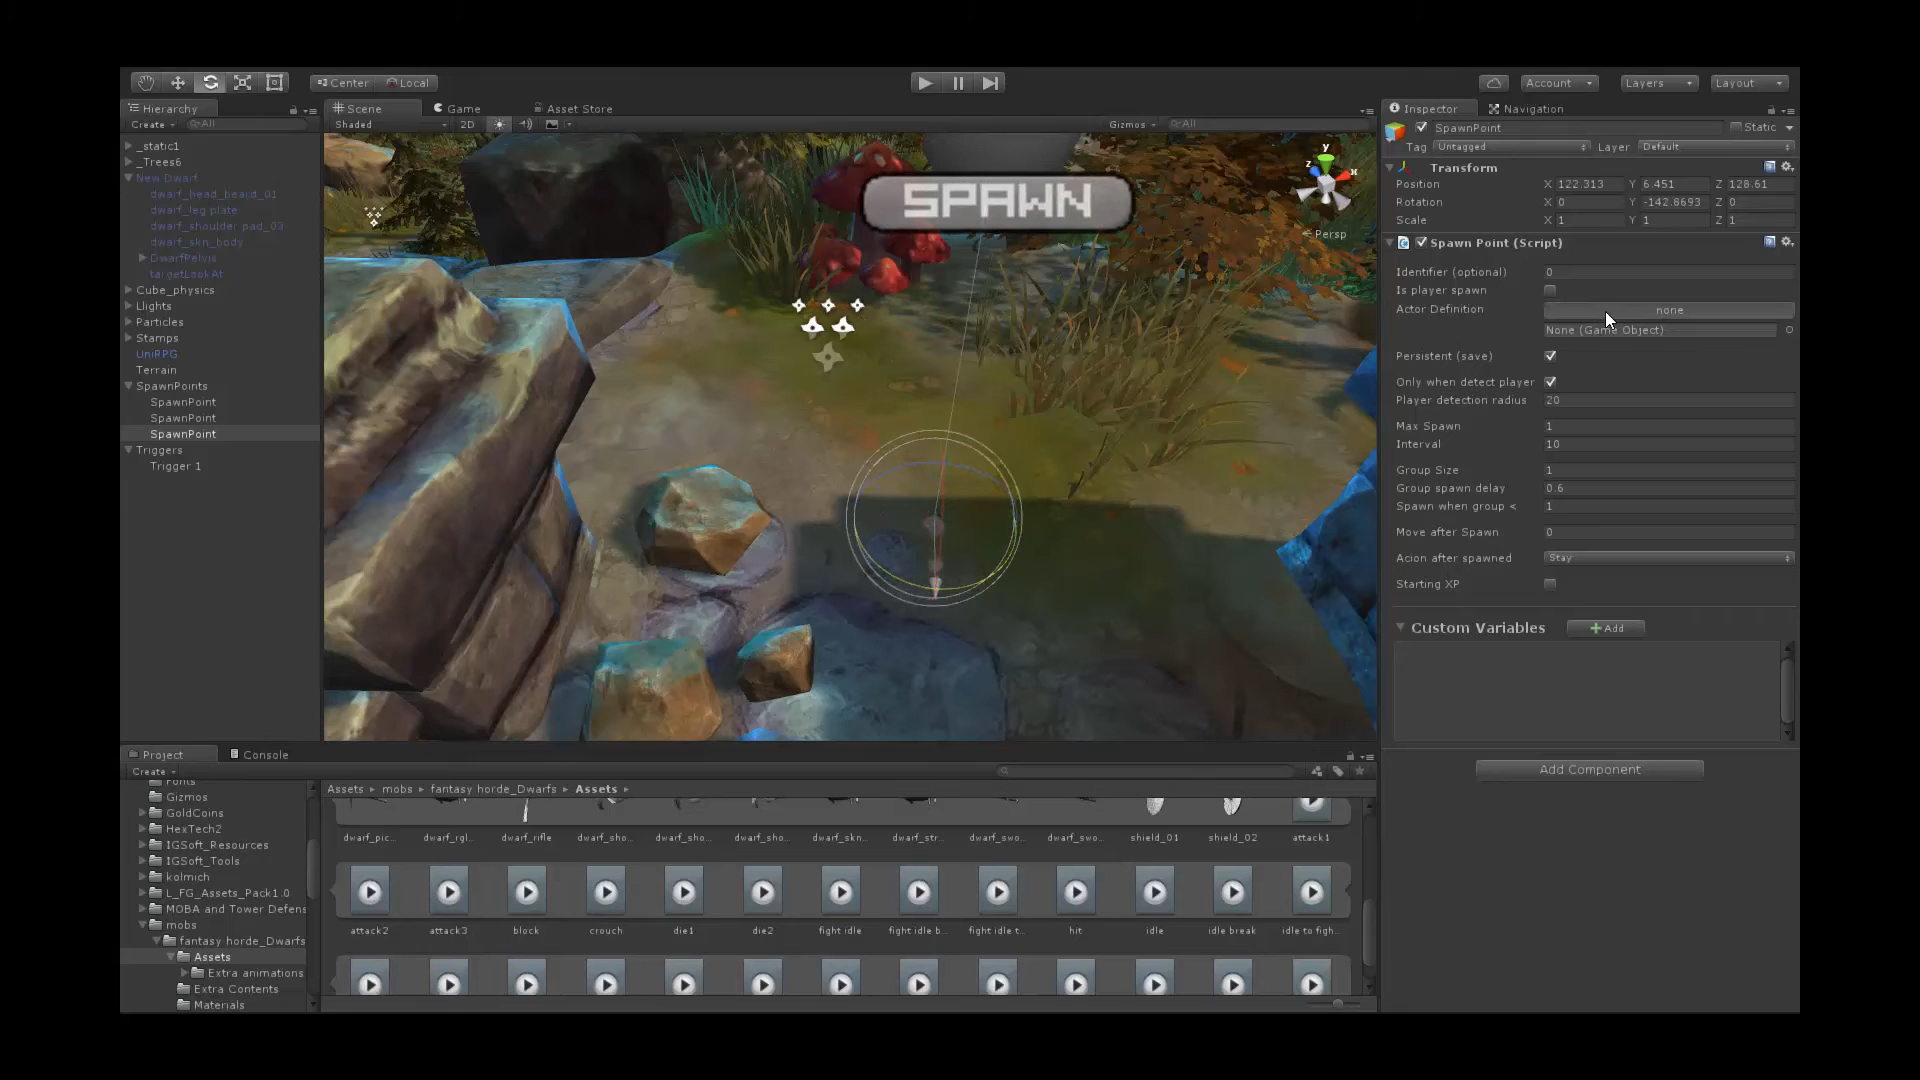 Center
Local
Account
Layers
Layout
Hierarchy
Create
All
_static1
_Trees6
New Dwarf
dwarf_head_beard_01
dwarf_leg plate
dwarf_shoulder pad_03
dwarf_skn_body
DwarfPelvis
targetLookAt
Cube_physics
Llights
Particles
Stamps
UniRPG
Terrain
SpawnPoints
SpawnPoint
SpawnPoint
SpawnPoint
Triggers
Trigger 1
Scene
Game
Asset Store
Shaded
2D
Gizmos
All
SPAWN
y
z
x
Persp
Inspector
Navigation
SpawnPoint
Static
Tag Untagged
Layer Default
Transform
Position X 122.313 Y 6.451 Z 128.61
Rotation X 0 Y -142.8693 Z 0
Scale X 1 Y 1 Z 1
Spawn Point (Script)
Identifier (optional) 0
Is player spawn
Actor Definition none
None (Game Object)
Persistent (save)
Only when detect player
Player detection radius 20
Max Spawn 1
Interval 10
Group Size 1
Group spawn delay 0.6
Spawn when group < 1
Move after Spawn 0
Acion after spawned Stay
Starting XP
Custom Variables
Add
Add Component
Project
Console
Create
Fonts
Gizmos
GoldCoins
HexTech2
IGSoft_Resources
IGSoft_Tools
kolmich
L_FG_Assets_Pack1.0
MOBA and Tower Defens
mobs
fantasy horde_Dwarfs
Assets
Extra animations
Extra Contents
Materials
Assets mobs fantasy horde_Dwarfs Assets
dwarf_pic... dwarf_rgl... dwarf_rifle dwarf_sho... dwarf_sho... dwarf_sho... dwarf_skn... dwarf_str... dwarf_swo... dwarf_swo... shield_01 shield_02 attack1
attack2 attack3 block crouch die1 die2 fight idle fight idle b... fight idle t... hit idle idle break idle to figh...